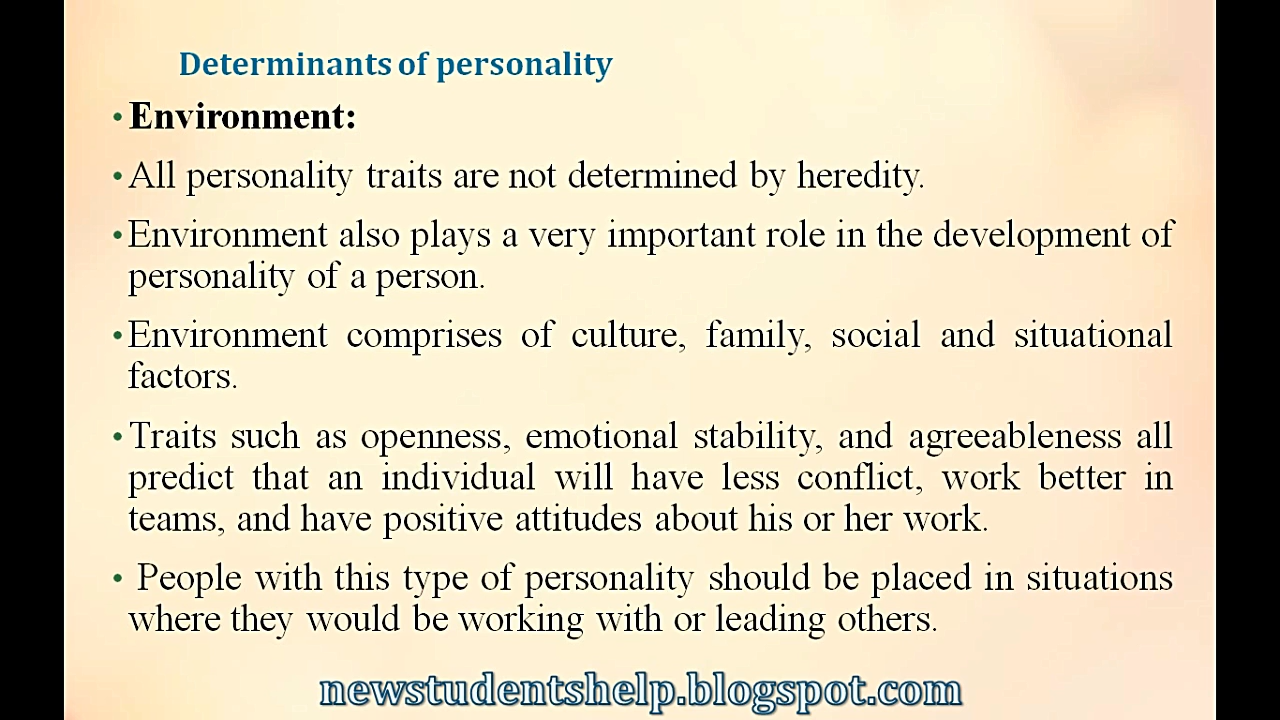 Determinants of personality
•Environment:
•All personality traits are not determined by heredity.
•Environment also plays a very important role in the development of
personality of a person.
•Environment comprises of culture, family, social and situational
factors.
•Traits such as openness, emotional stability, and agreeableness all
predict that an individual will have less conflict, work better in
teams, and have positive attitudes about his or her work.
• People with this type of personality should be placed in situations
where they would be working with or leading others.
newstudentshelp.blogspot.com